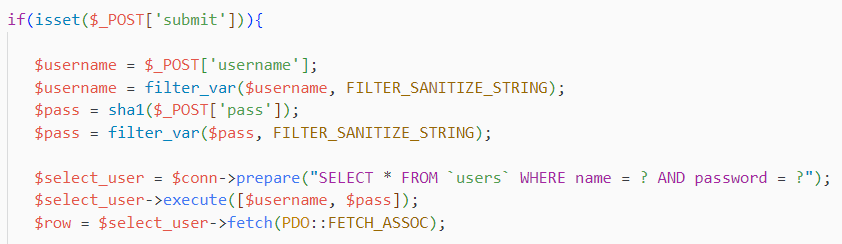 if(isset($_POST['submit'])){
$username = $_POST['username'];
$username = filter_var($username, FILTER_SANITIZE_STRING);
$pass = sha1($_POST['pass']);
$pass = filter_var($pass, FILTER_SANITIZE_STRING);
$select_user = $conn->prepare("SELECT * FROM `users` WHERE name = ? AND password = ?");
$select_user->execute([$username, $pass]);
$row = $select_user->fetch(PDO::FETCH_ASSOC);